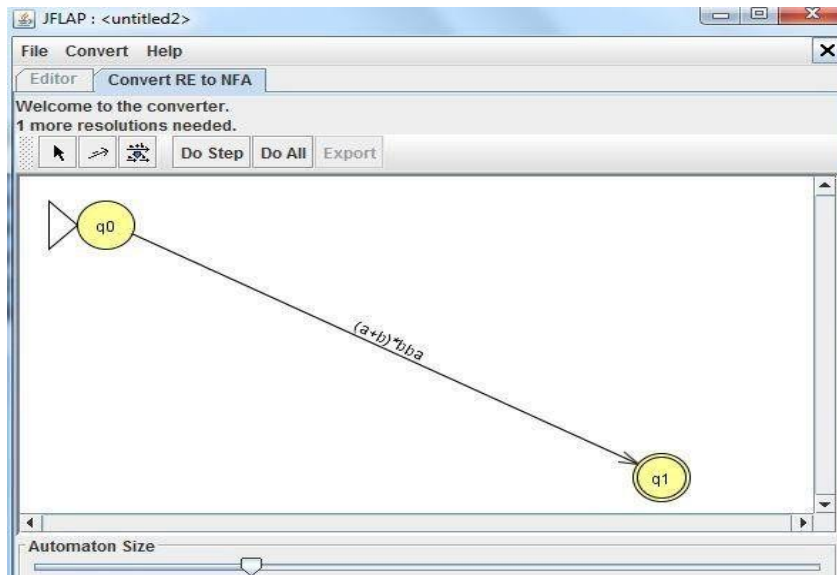 JFLAP : <untitled2>
File Convert Help
Editor Convert RE to NFA
Welcome to the converter.
1 more resolutions needed.
Do Step Do All Export
q0
(a+b)*bba
q1
Automaton Size